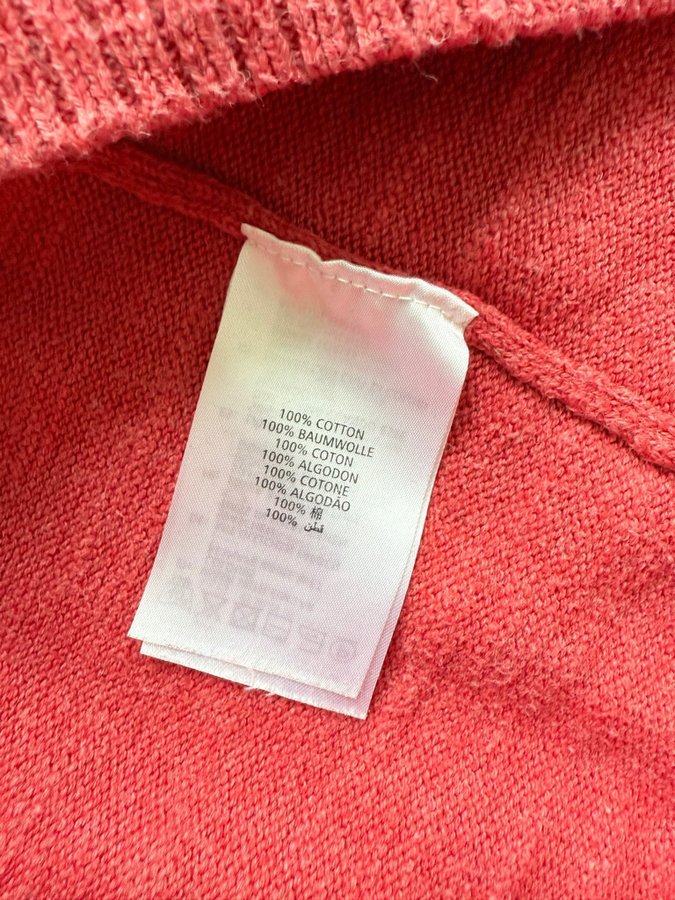 100% COTTON
100% BAUMWOLLE
100% COTON
100% ALGODON
100% COTONE
100% ALGODÃO
100% 棉
100% قطن